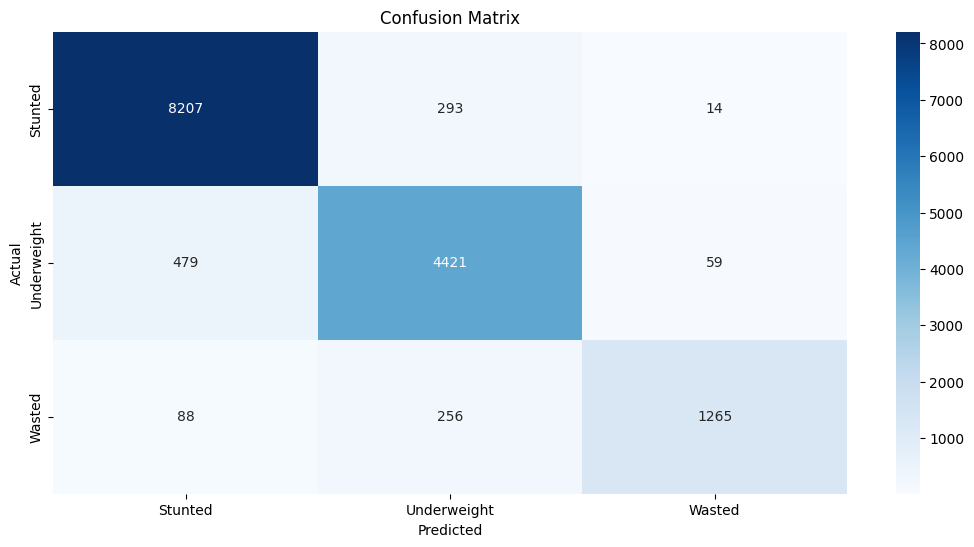 Confusion Matrix
Actual
Stunted
Underweight
Wasted
8207 293 14
479 4421 59
88 256 1265
Stunted Underweight Wasted
Predicted
8000
7000
6000
5000
4000
3000
2000
1000